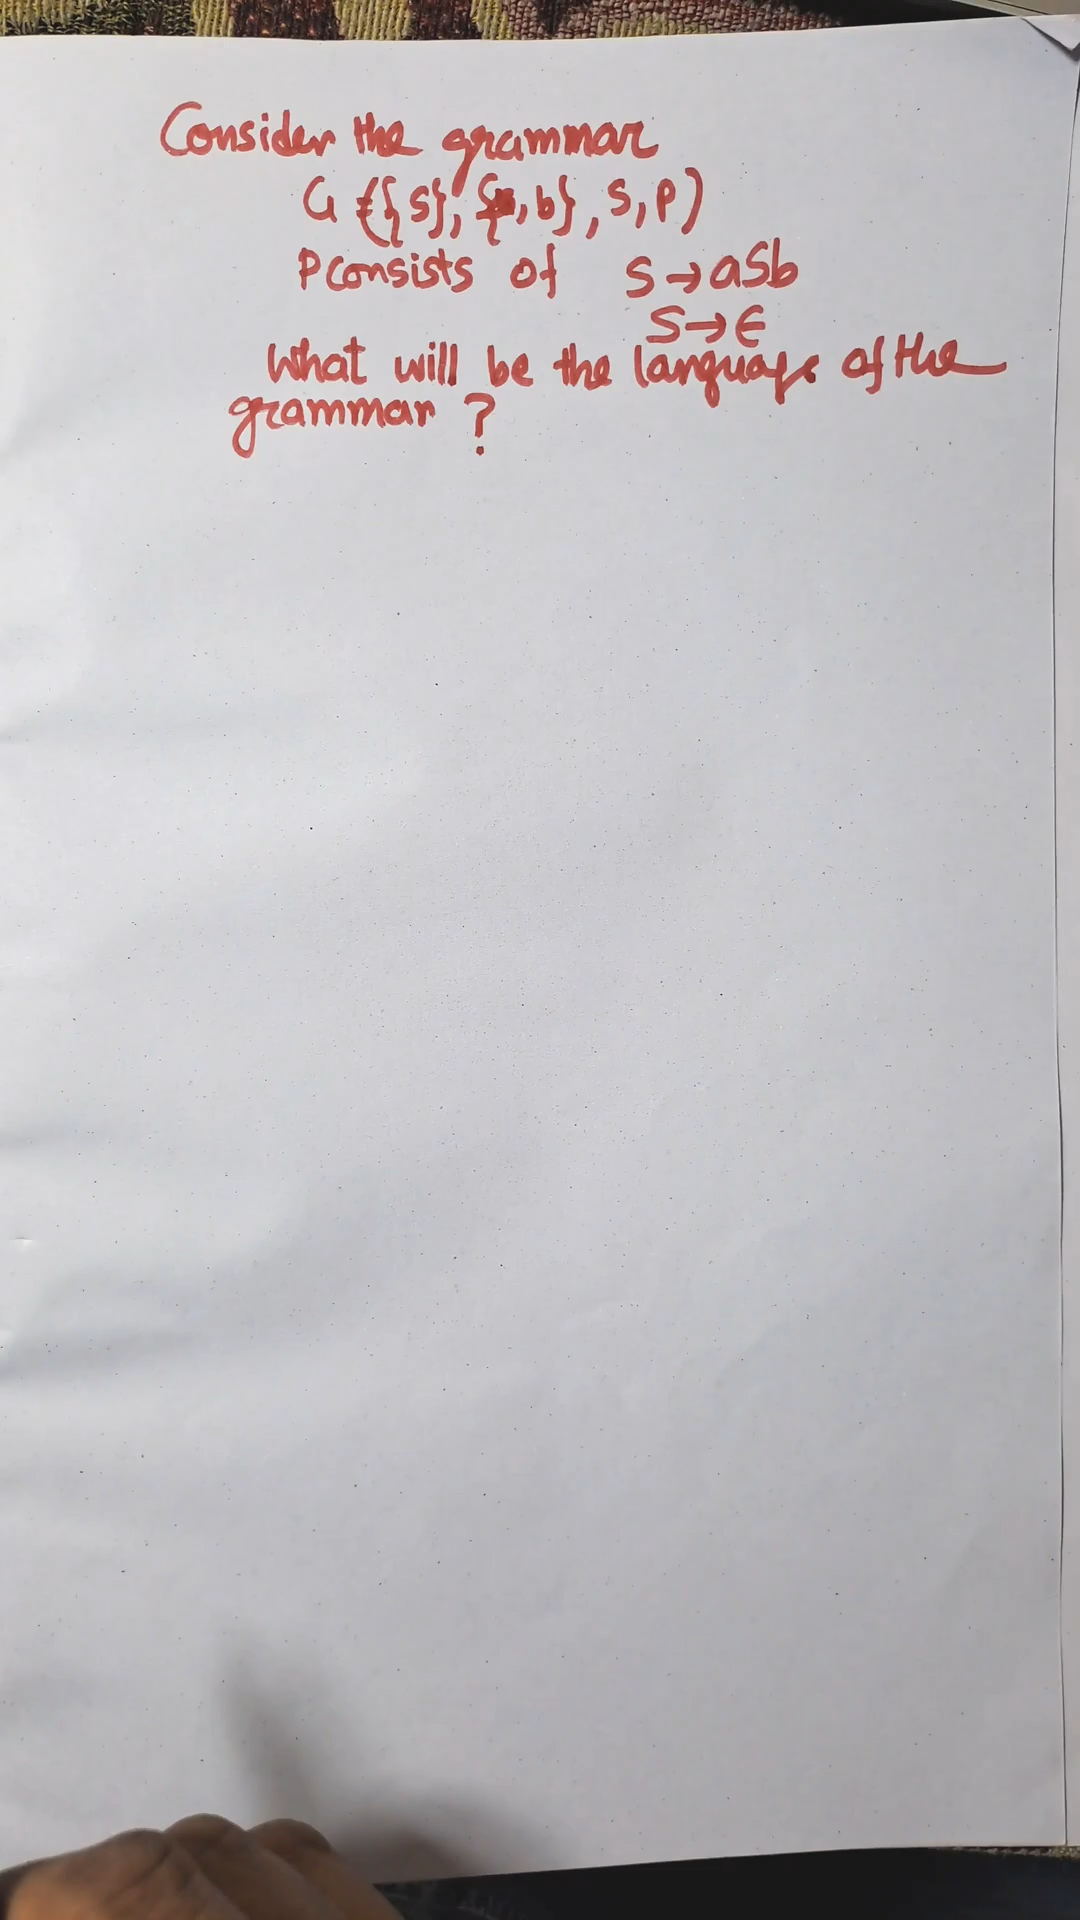 Consider the grammar
G = ({S}, {, b}, S, P)
P consists of S → aSb
S → ϵ
What will be the language of the
grammar ?